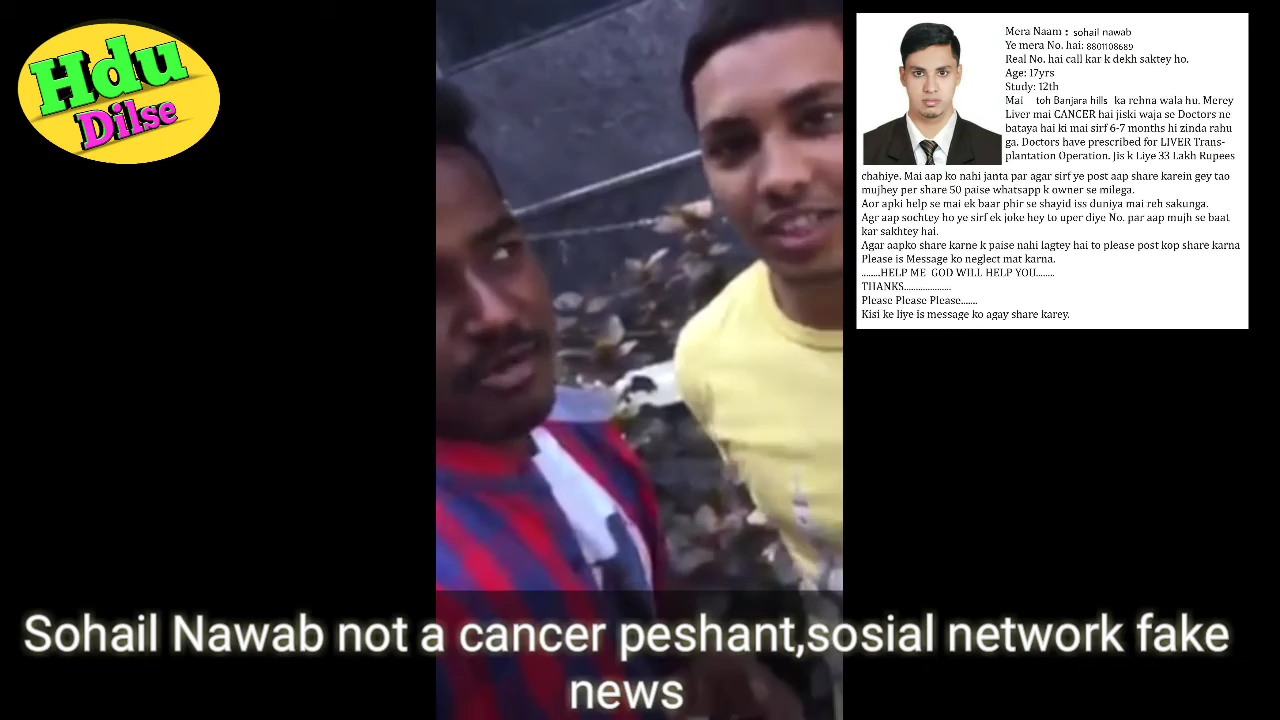 Hdu
Dilse
Mera Naam : sohail nawab
Ye mera No. hai: 8801108689
Real No. hai call kar k dekh saktey ho.
Age: 17yrs
Study: 12th
Mai toh Banjara hills ka rehna wala hu. Merey
Liver mai CANCER hai jiski waja se Doctors ne
bataya hai ki mai sirf 6-7 months hi zinda rahu
ga. Doctors have prescribed for LIVER Trans-
plantation Operation. Jis k Liye 33 Lakh Rupees
chahiye. Mai aap ko nahi janta par agar sirf ye post aap share karein gey tao
mujhey per share 50 paise whatsapp k owner se milega.
Aor apki help se mai ek baar phir se shayid iss duniya mai reh sakunga.
Agr aap sochtey ho ye sirf ek joke hey to uper diye No. par aap mujh se baat
kar sakhtey hai.
Agar aapko share karne k paise nahi lagtey hai to please post kop share karna
Please is Message ko neglect mat karna.
........HELP ME GOD WILL HELP YOU........
THANKS....................
Please Please Please.......
Kisi ke liye is message ko agay share karey.
Sohail Nawab not a cancer peshant,sosial network fake
news